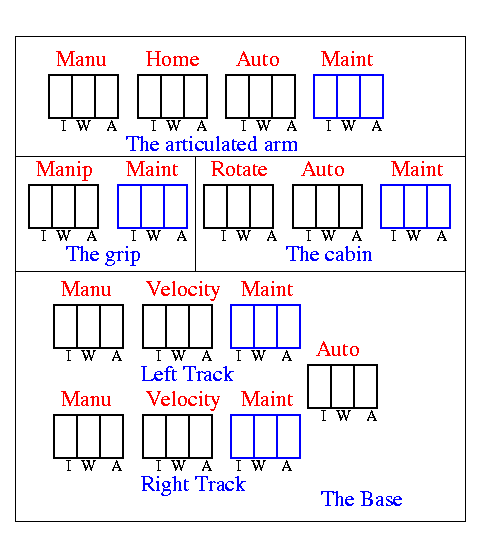 Manu Home Auto Maint
I W A I W A I W A I W A
The articulated arm
Manip Maint Rotate Auto Maint
I W A I W A I W A I W A I W A
The grip The cabin
Manu Velocity Maint
I W A I W A I W A
Left Track
Auto
I W A
Manu Velocity Maint
I W A I W A I W A
Right Track
The Base